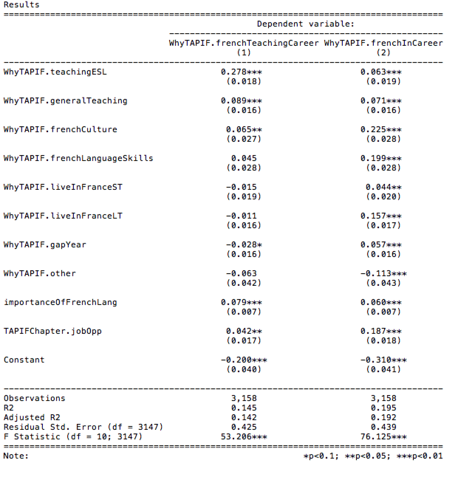 Results
Dependent variable:
WhyTAPIF.frenchTeachingCareer WhyTAPIF.frenchInCareer
(1) (2)
WhyTAPIF.teachingESL 0.278*** 0.063***
(0.018) (0.019)
WhyTAPIF.generalTeaching 0.089*** 0.071***
(0.016) (0.016)
WhyTAPIF.frenchCulture 0.065** 0.225***
(0.027) (0.028)
WhyTAPIF.frenchLanguageSkills 0.045 0.199***
(0.028) (0.028)
WhyTAPIF.liveInFranceST -0.015 0.044**
(0.019) (0.020)
WhyTAPIF.liveInFranceLT -0.011 0.157***
(0.016) (0.017)
WhyTAPIF.gapYear -0.028* 0.057***
(0.016) (0.016)
WhyTAPIF.other -0.063 -0.113***
(0.042) (0.043)
importanceOfFrenchLang 0.079*** 0.060***
(0.007) (0.007)
TAPIFChapter.jobOpp 0.042** 0.187***
(0.017) (0.018)
Constant -0.200*** -0.310***
(0.040) (0.041)
Observations 3,158 3,158
R2 0.145 0.195
Adjusted R2 0.142 0.192
Residual Std. Error (df = 3147) 0.425 0.439
F Statistic (df = 10; 3147) 53.206*** 76.125***
Note: *p<0.1; **p<0.05; ***p<0.01